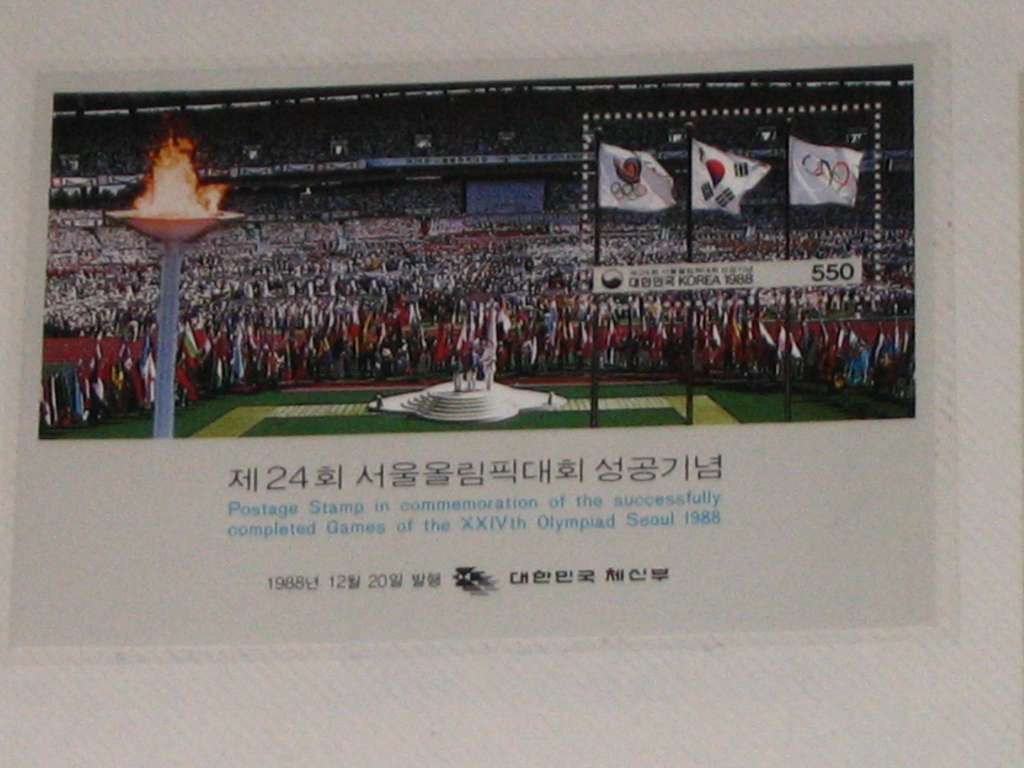 대한민국 KOREA 1988
550
제24회 서울올림픽대회 성공기념
Postage Stamp in commemoration of the successfully
completed Games of the XXIVth Olympiad Seoul 1988
1988년 12월 20일 발행 대한민국 체신부